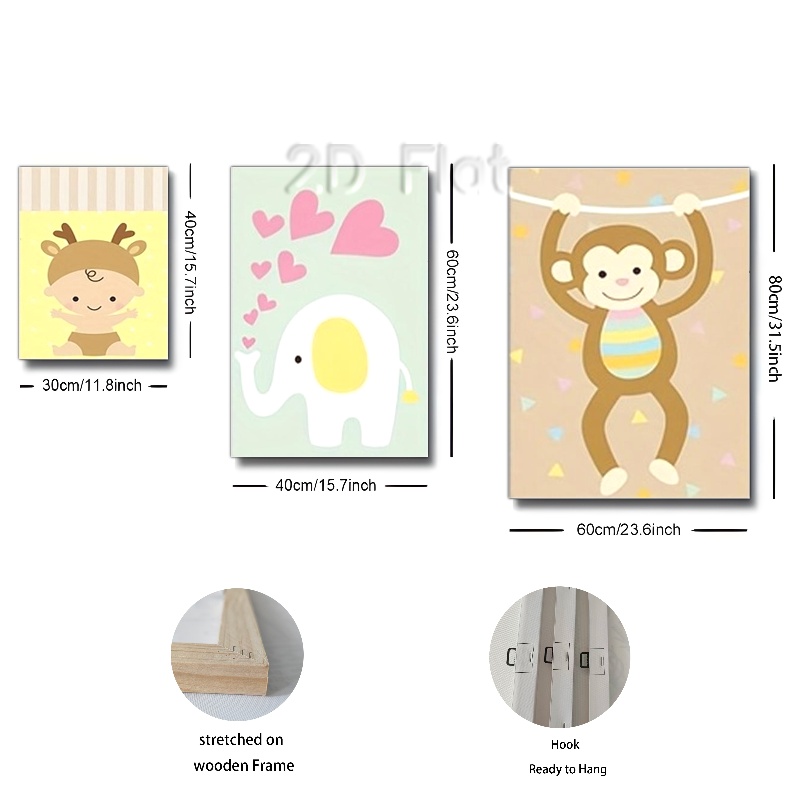 2D Flat
40cm/15.7inch
30cm/11.8inch
60cm/23.6inch
40cm/15.7inch
80cm/31.5inch
60cm/23.6inch
stretched on
wooden Frame
Hook
Ready to Hang